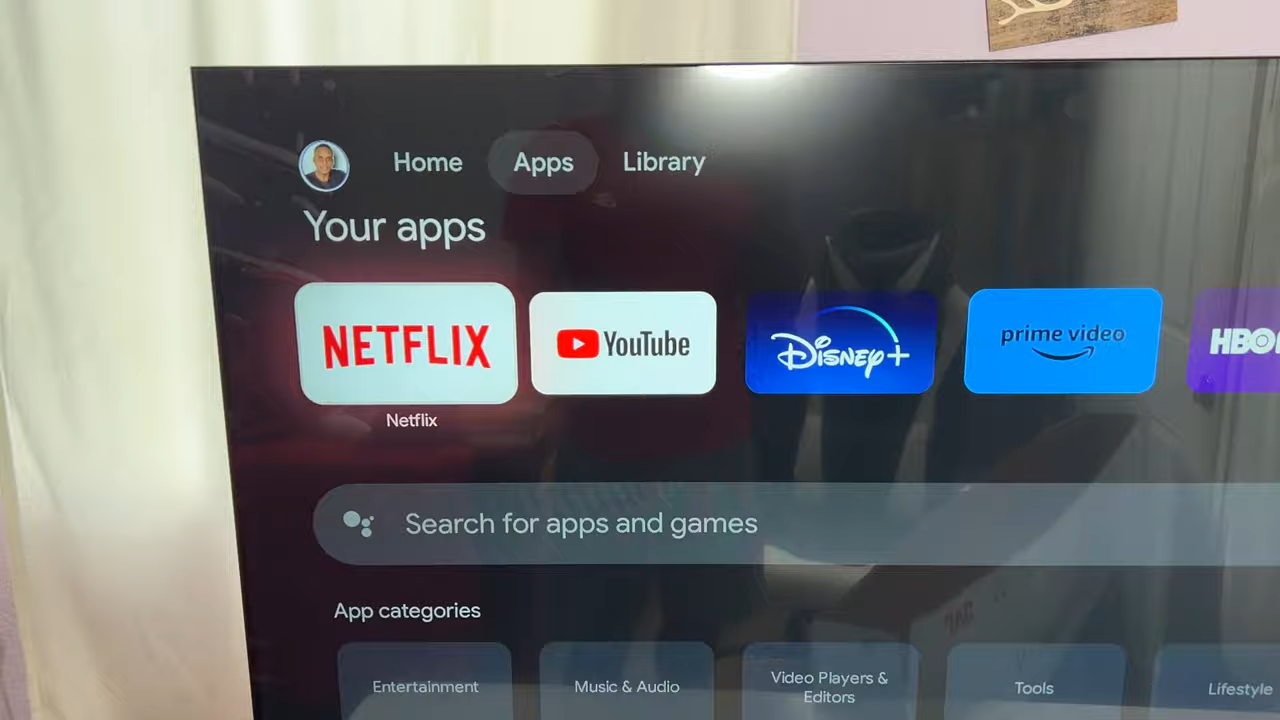 Home Apps Library
Your apps
NETFLIX YouTube Disney+ prime video HBO
Netflix
Search for apps and games
App categories
Entertainment Music & Audio Video Players & Editors Tools Lifestyle